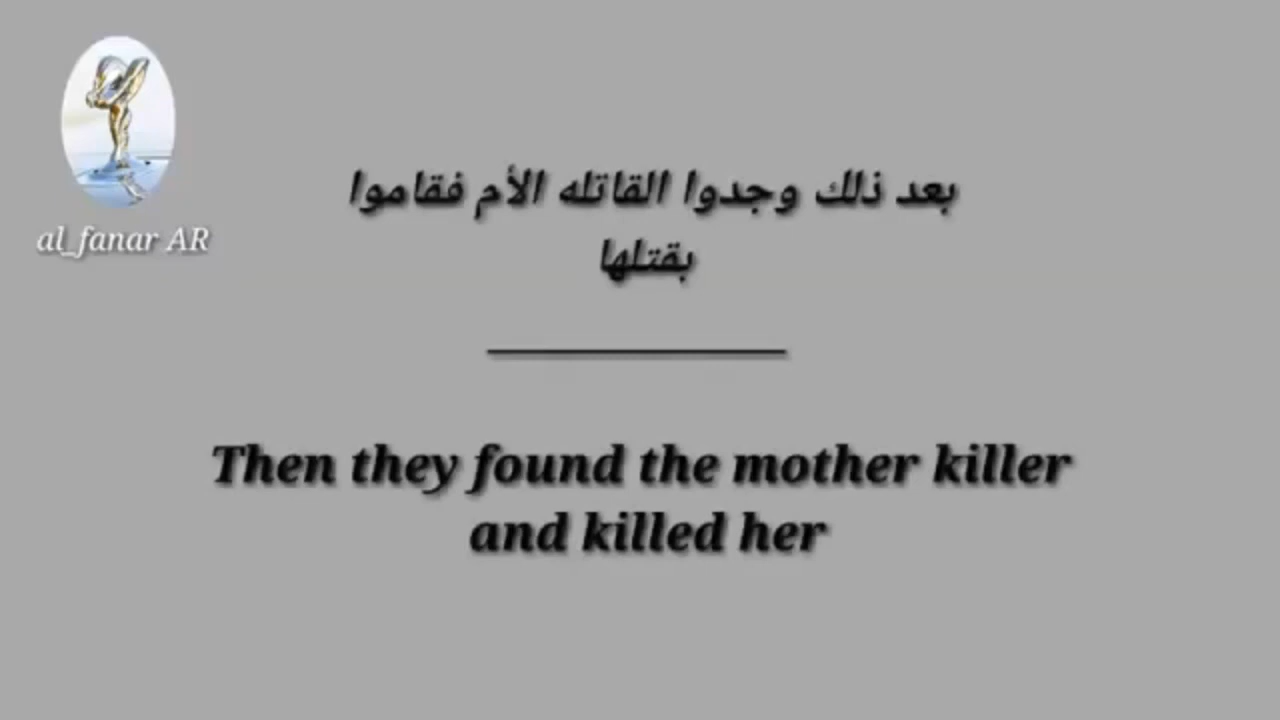 al_fanar AR
بعد ذلك وجدوا القاتله الأم فقاموا
بقتلها
Then they found the mother killer
and killed her